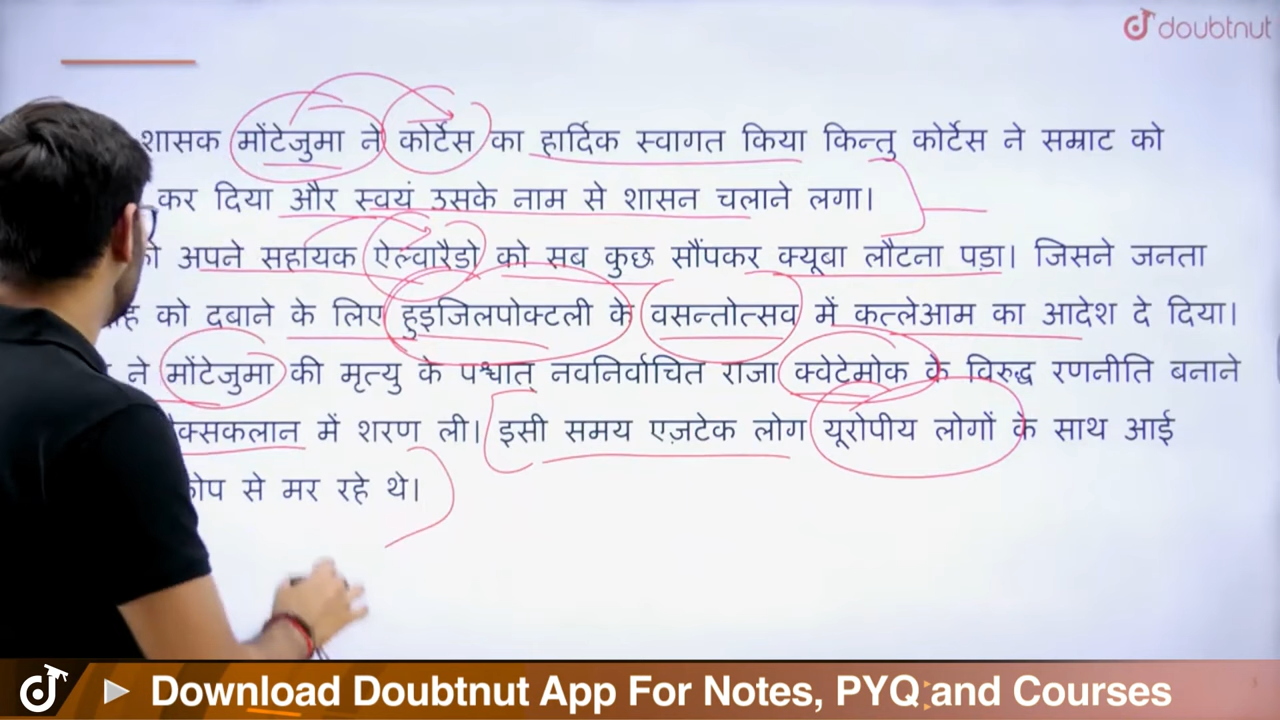 doubtnut
शासक मोंटेजुमा ने कोर्टेस का हार्दिक स्वागत किया किन्तु कोर्टेस ने सम्राट को
कर दिया और स्वयं उसके नाम से शासन चलाने लगा।
अपने सहायक ऐल्वारैडो को सब कुछ सौंपकर क्यूबा लौटना पड़ा। जिसने जनता
को दबाने के लिए हुइजिलपोक्टली के वसन्तोत्सव में कत्लेआम का आदेश दे दिया।
ने मोंटेजुमा की मृत्यु के पश्चात् नवनिर्वाचित राजा क्वेटेमोक के विरुद्ध रणनीति बनाने
में शरण ली। इसी समय एज़टेक लोग यूरोपीय लोगों के साथ आई
से मर रहे थे।
Download Doubtnut App For Notes, PYQ and Courses